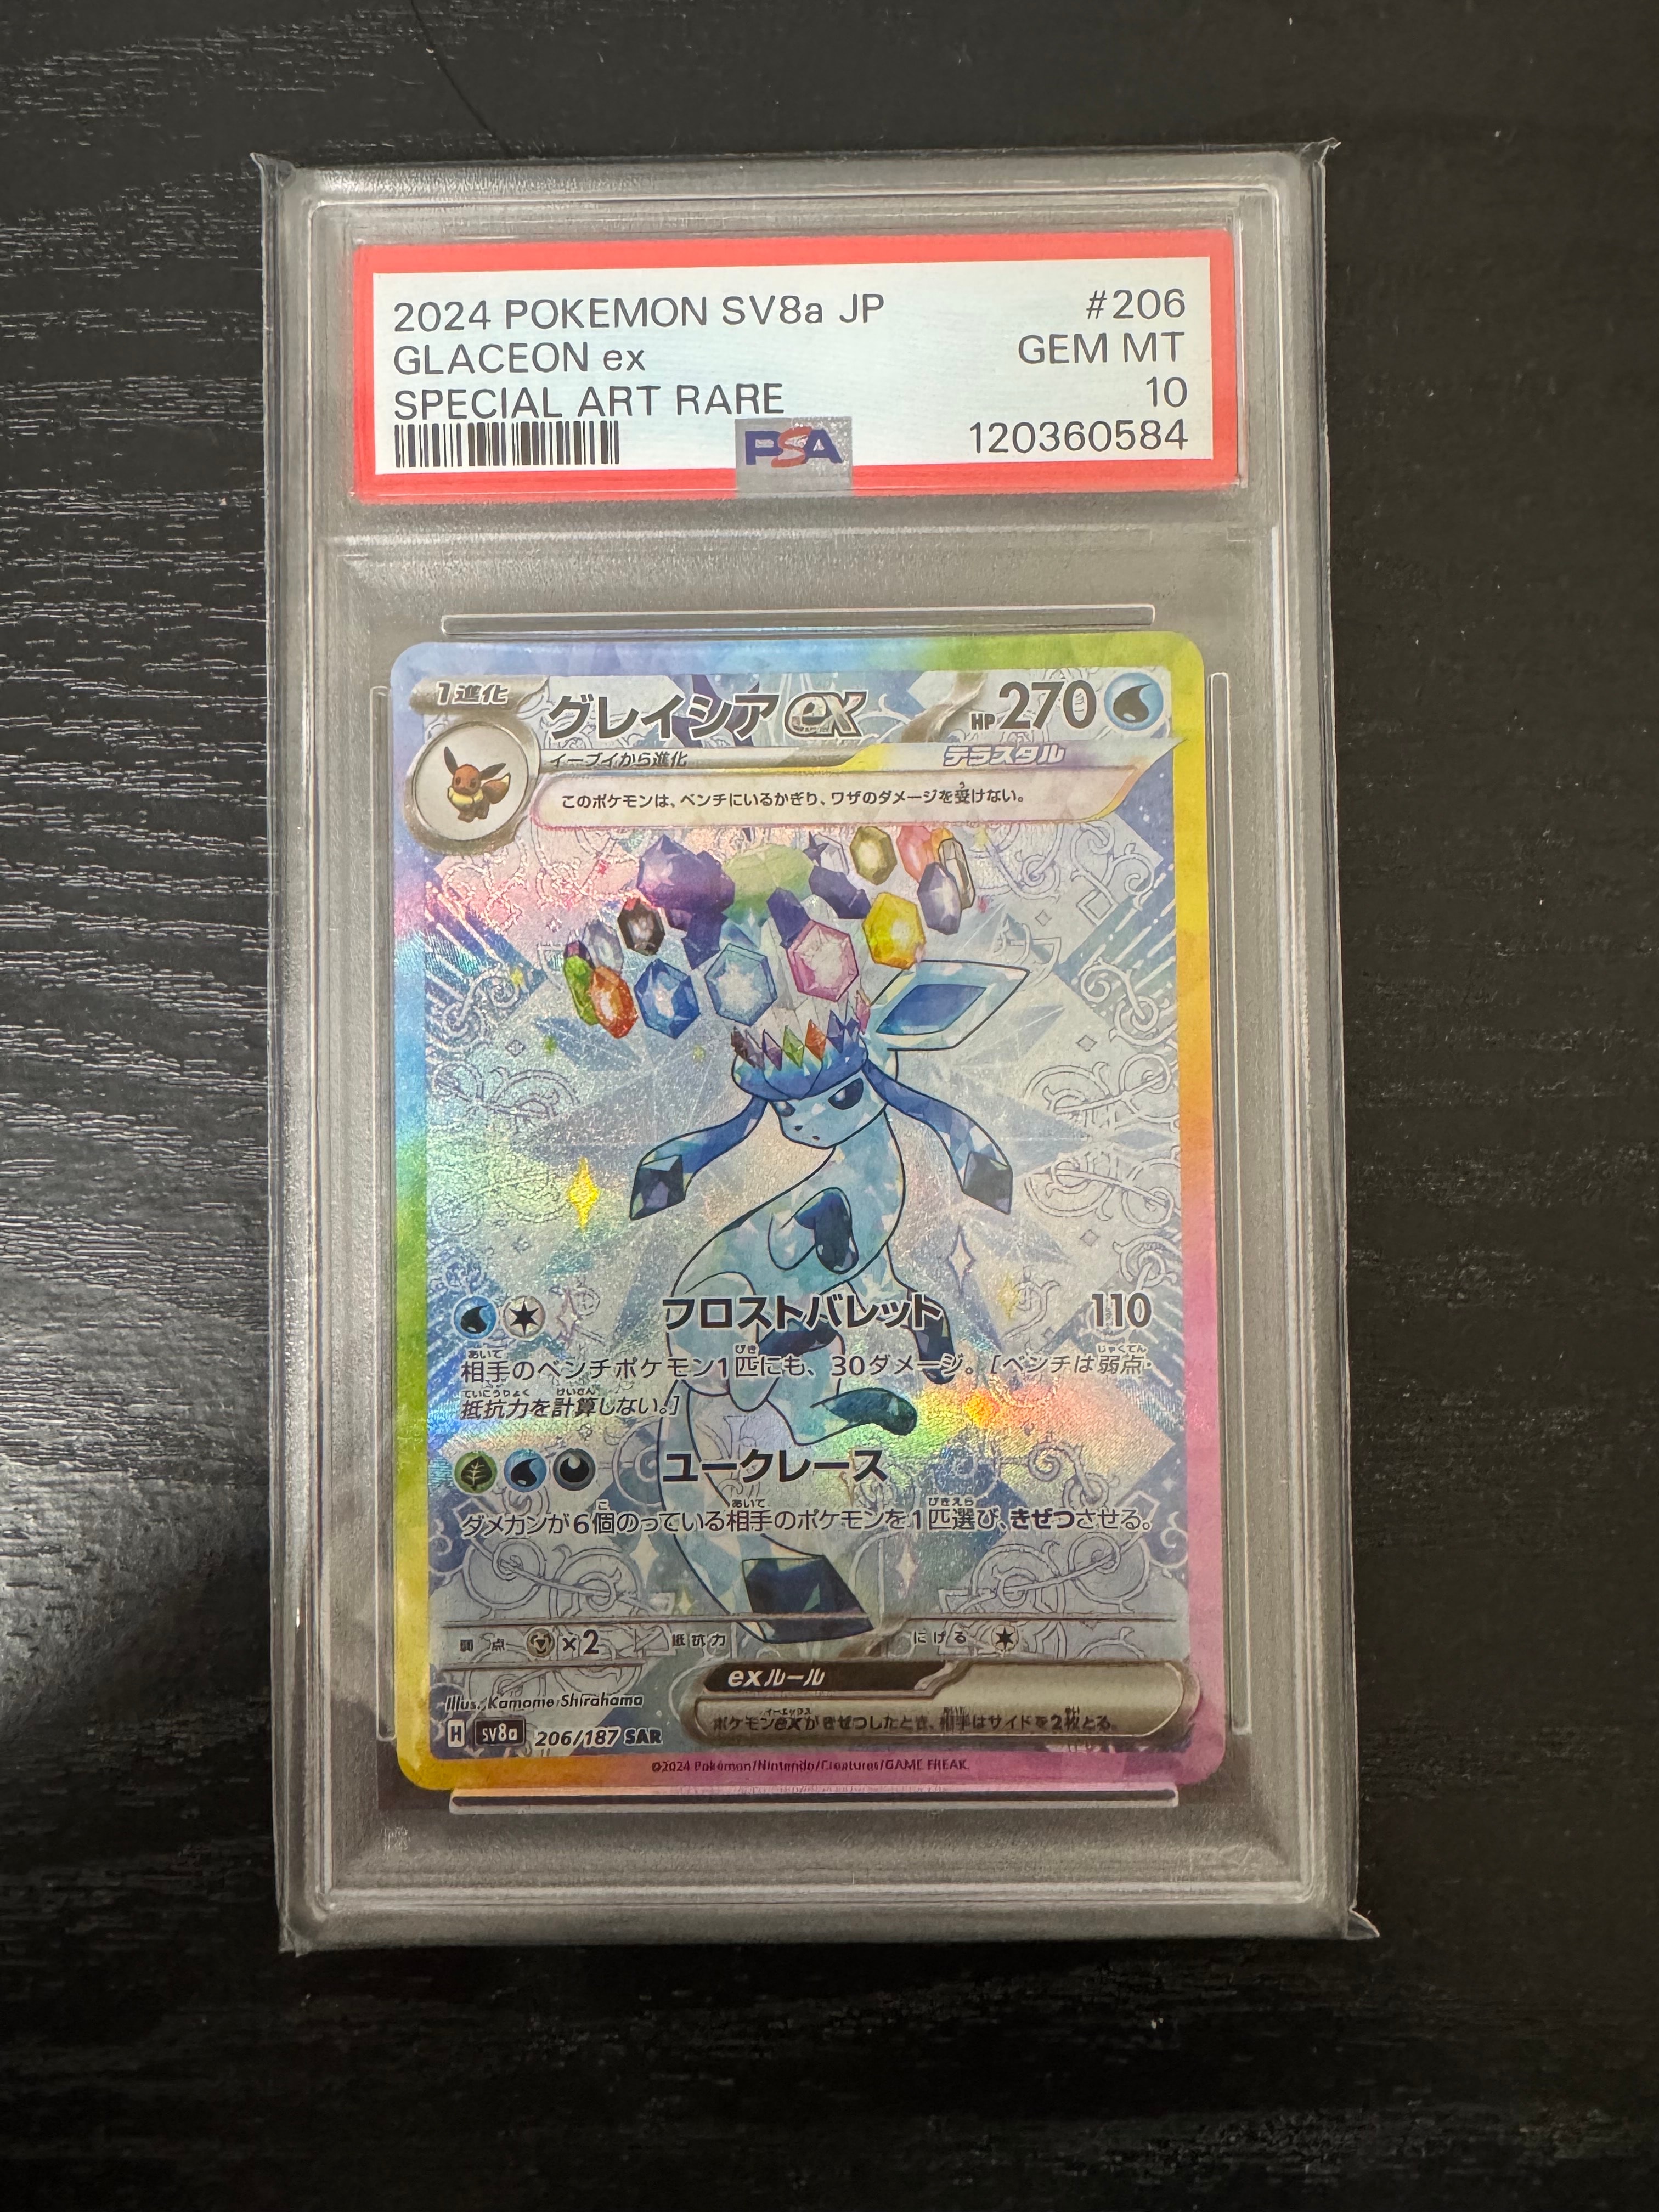 2024 POKEMON SV8a JP #206
GLACEON ex GEM MT
SPECIAL ART RARE 10
PSA 120360584
1進化 グレイシアex HP270
イーブイから進化 テラスタル
このポケモンは、ベンチにいるかぎり、ワザのダメージを受けない。
フロストバレット 110
相手のベンチポケモン1匹にも、30ダメージ。[ベンチは弱点・
抵抗力を計算しない。]
ユークレース
ダメカンが6個のっている相手のポケモンを1匹選び、きぜつさせる。
弱点 ×2 抵抗力 にげる
exルール
ポケモンexがきぜつしたとき、相手はサイドを2枚とる。
Illus. Kamome Shirahama
H sv8a 206/187 SAR
©2024 Pokémon/Nintendo/Creatures/GAME FREAK.